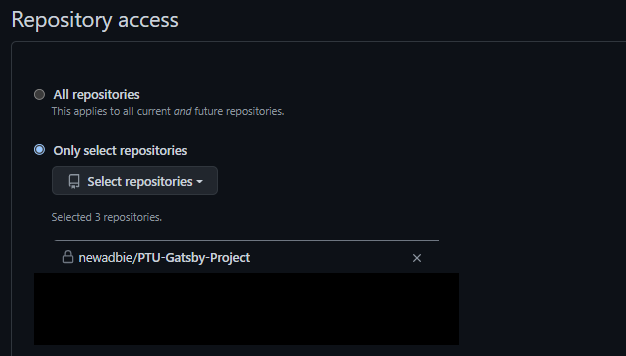 Repository access
All repositories
This applies to all current and future repositories.
Only select repositories
Select repositories
Selected 3 repositories.
newadbie/PTU-Gatsby-Project